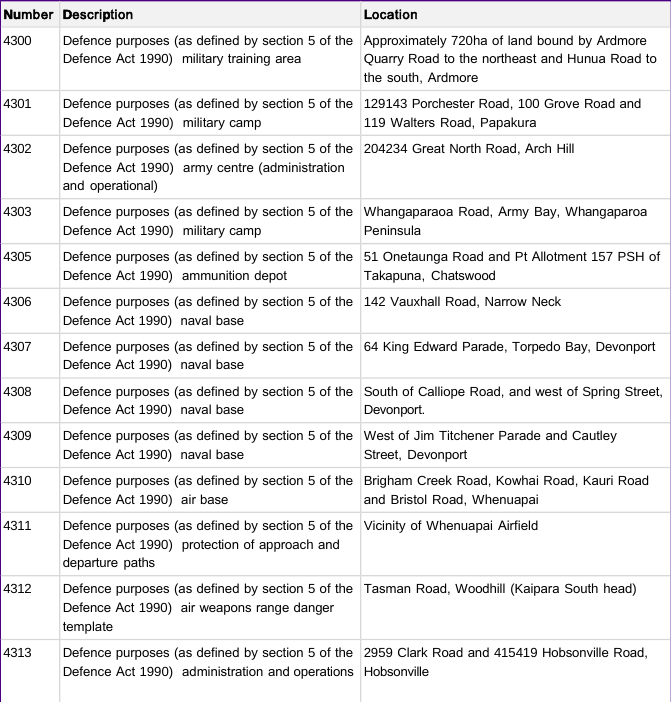 Number Description Location
4300 Defence purposes (as defined by section 5 of the Approximately 720ha of land bound by Ardmore
Defence Act 1990) military training area Quarry Road to the northeast and Hunua Road to
the south, Ardmore
4301 Defence purposes (as defined by section 5 of the 129143 Porchester Road, 100 Grove Road and
Defence Act 1990) military camp 119 Walters Road, Papakura
4302 Defence purposes (as defined by section 5 of the 204234 Great North Road, Arch Hill
Defence Act 1990) army centre (administration
and operational)
4303 Defence purposes (as defined by section 5 of the Whangaparaoa Road, Army Bay, Whangaparoa
Defence Act 1990) military camp Peninsula
4305 Defence purposes (as defined by section 5 of the 51 Onetaunga Road and Pt Allotment 157 PSH of
Defence Act 1990) ammunition depot Takapuna, Chatswood
4306 Defence purposes (as defined by section 5 of the 142 Vauxhall Road, Narrow Neck
Defence Act 1990) naval base
4307 Defence purposes (as defined by section 5 of the 64 King Edward Parade, Torpedo Bay, Devonport
Defence Act 1990) naval base
4308 Defence purposes (as defined by section 5 of the South of Calliope Road, and west of Spring Street,
Defence Act 1990) naval base Devonport.
4309 Defence purposes (as defined by section 5 of the West of Jim Titchener Parade and Cautley
Defence Act 1990) naval base Street, Devonport
4310 Defence purposes (as defined by section 5 of the Brigham Creek Road, Kowhai Road, Kauri Road
Defence Act 1990) air base and Bristol Road, Whenuapai
4311 Defence purposes (as defined by section 5 of the Vicinity of Whenuapai Airfield
Defence Act 1990) protection of approach and
departure paths
4312 Defence purposes (as defined by section 5 of the Tasman Road, Woodhill (Kaipara South head)
Defence Act 1990) air weapons range danger
template
4313 Defence purposes (as defined by section 5 of the 2959 Clark Road and 415419 Hobsonville Road,
Defence Act 1990) administration and operations Hobsonville